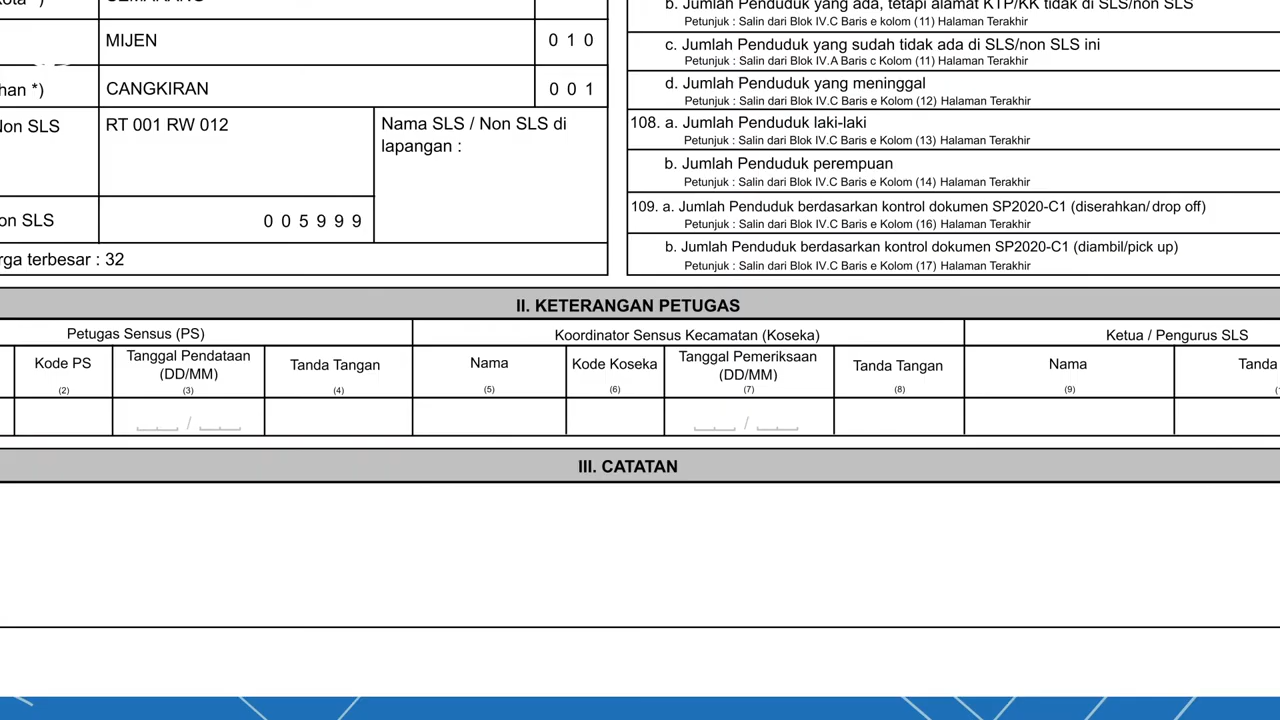 SEMARANG
MIJEN
0 1 0
han *)
CANGKIRAN
0 0 1
Non SLS
RT 001 RW 012
Nama SLS / Non SLS di
lapangan :
on SLS
0 0 5 9 9 9
rga terbesar : 32
b. Jumlah Penduduk yang ada, tetapi alamat KTP/KK tidak di SLS/non SLS
Petunjuk : Salin dari Blok IV.C Baris e kolom (11) Halaman Terakhir
c. Jumlah Penduduk yang sudah tidak ada di SLS/non SLS ini
Petunjuk : Salin dari Blok IV.A Baris c Kolom (11) Halaman Terakhir
d. Jumlah Penduduk yang meninggal
Petunjuk : Salin dari Blok IV.C Baris e Kolom (12) Halaman Terakhir
108. a. Jumlah Penduduk laki-laki
Petunjuk : Salin dari Blok IV.C Baris e Kolom (13) Halaman Terakhir
b. Jumlah Penduduk perempuan
Petunjuk : Salin dari Blok IV.C Baris e Kolom (14) Halaman Terakhir
109. a. Jumlah Penduduk berdasarkan kontrol dokumen SP2020-C1 (diserahkan/drop off)
Petunjuk : Salin dari Blok IV.C Baris e Kolom (16) Halaman Terakhir
b. Jumlah Penduduk berdasarkan kontrol dokumen SP2020-C1 (diambil/pick up)
Petunjuk : Salin dari Blok IV.C Baris e Kolom (17) Halaman Terakhir
II. KETERANGAN PETUGAS
Petugas Sensus (PS)
Koordinator Sensus Kecamatan (Koseka)
Ketua / Pengurus SLS
Kode PS
(2)
Tanggal Pendataan
(DD/MM)
(3)
Tanda Tangan
(4)
Nama
(5)
Kode Koseka
(6)
Tanggal Pemeriksaan
(DD/MM)
(7)
Tanda Tangan
(8)
Nama
(9)
Tanda
/
/
III. CATATAN